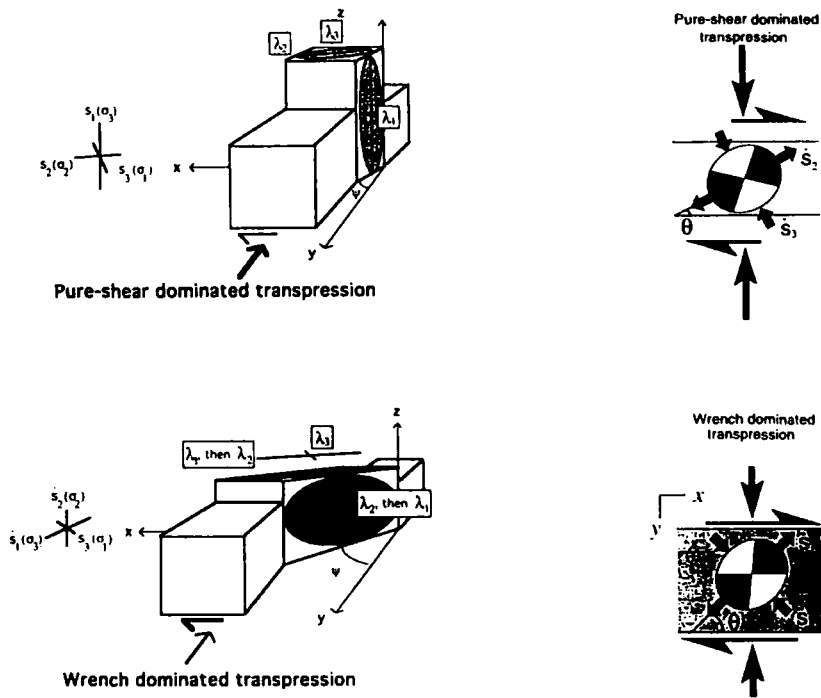 z
λ₂
λ₃
S₁(σ₃)
S₂(σ₂)
S₃(σ₁)
x
λ₁
ψ
y
Pure-shear dominated transpression
Pure-shear dominated
transpression
Ṡ₂
θ
Ṡ₃
z
λ₃
λ₁, then λ₂
λ₂, then λ₁
Ṡ₂(σ₂)
Ṡ₁(σ₃)
Ṡ₃(σ₁)
x
ψ
y
Wrench dominated transpression
Wrench dominated
transpression
x
y
θ